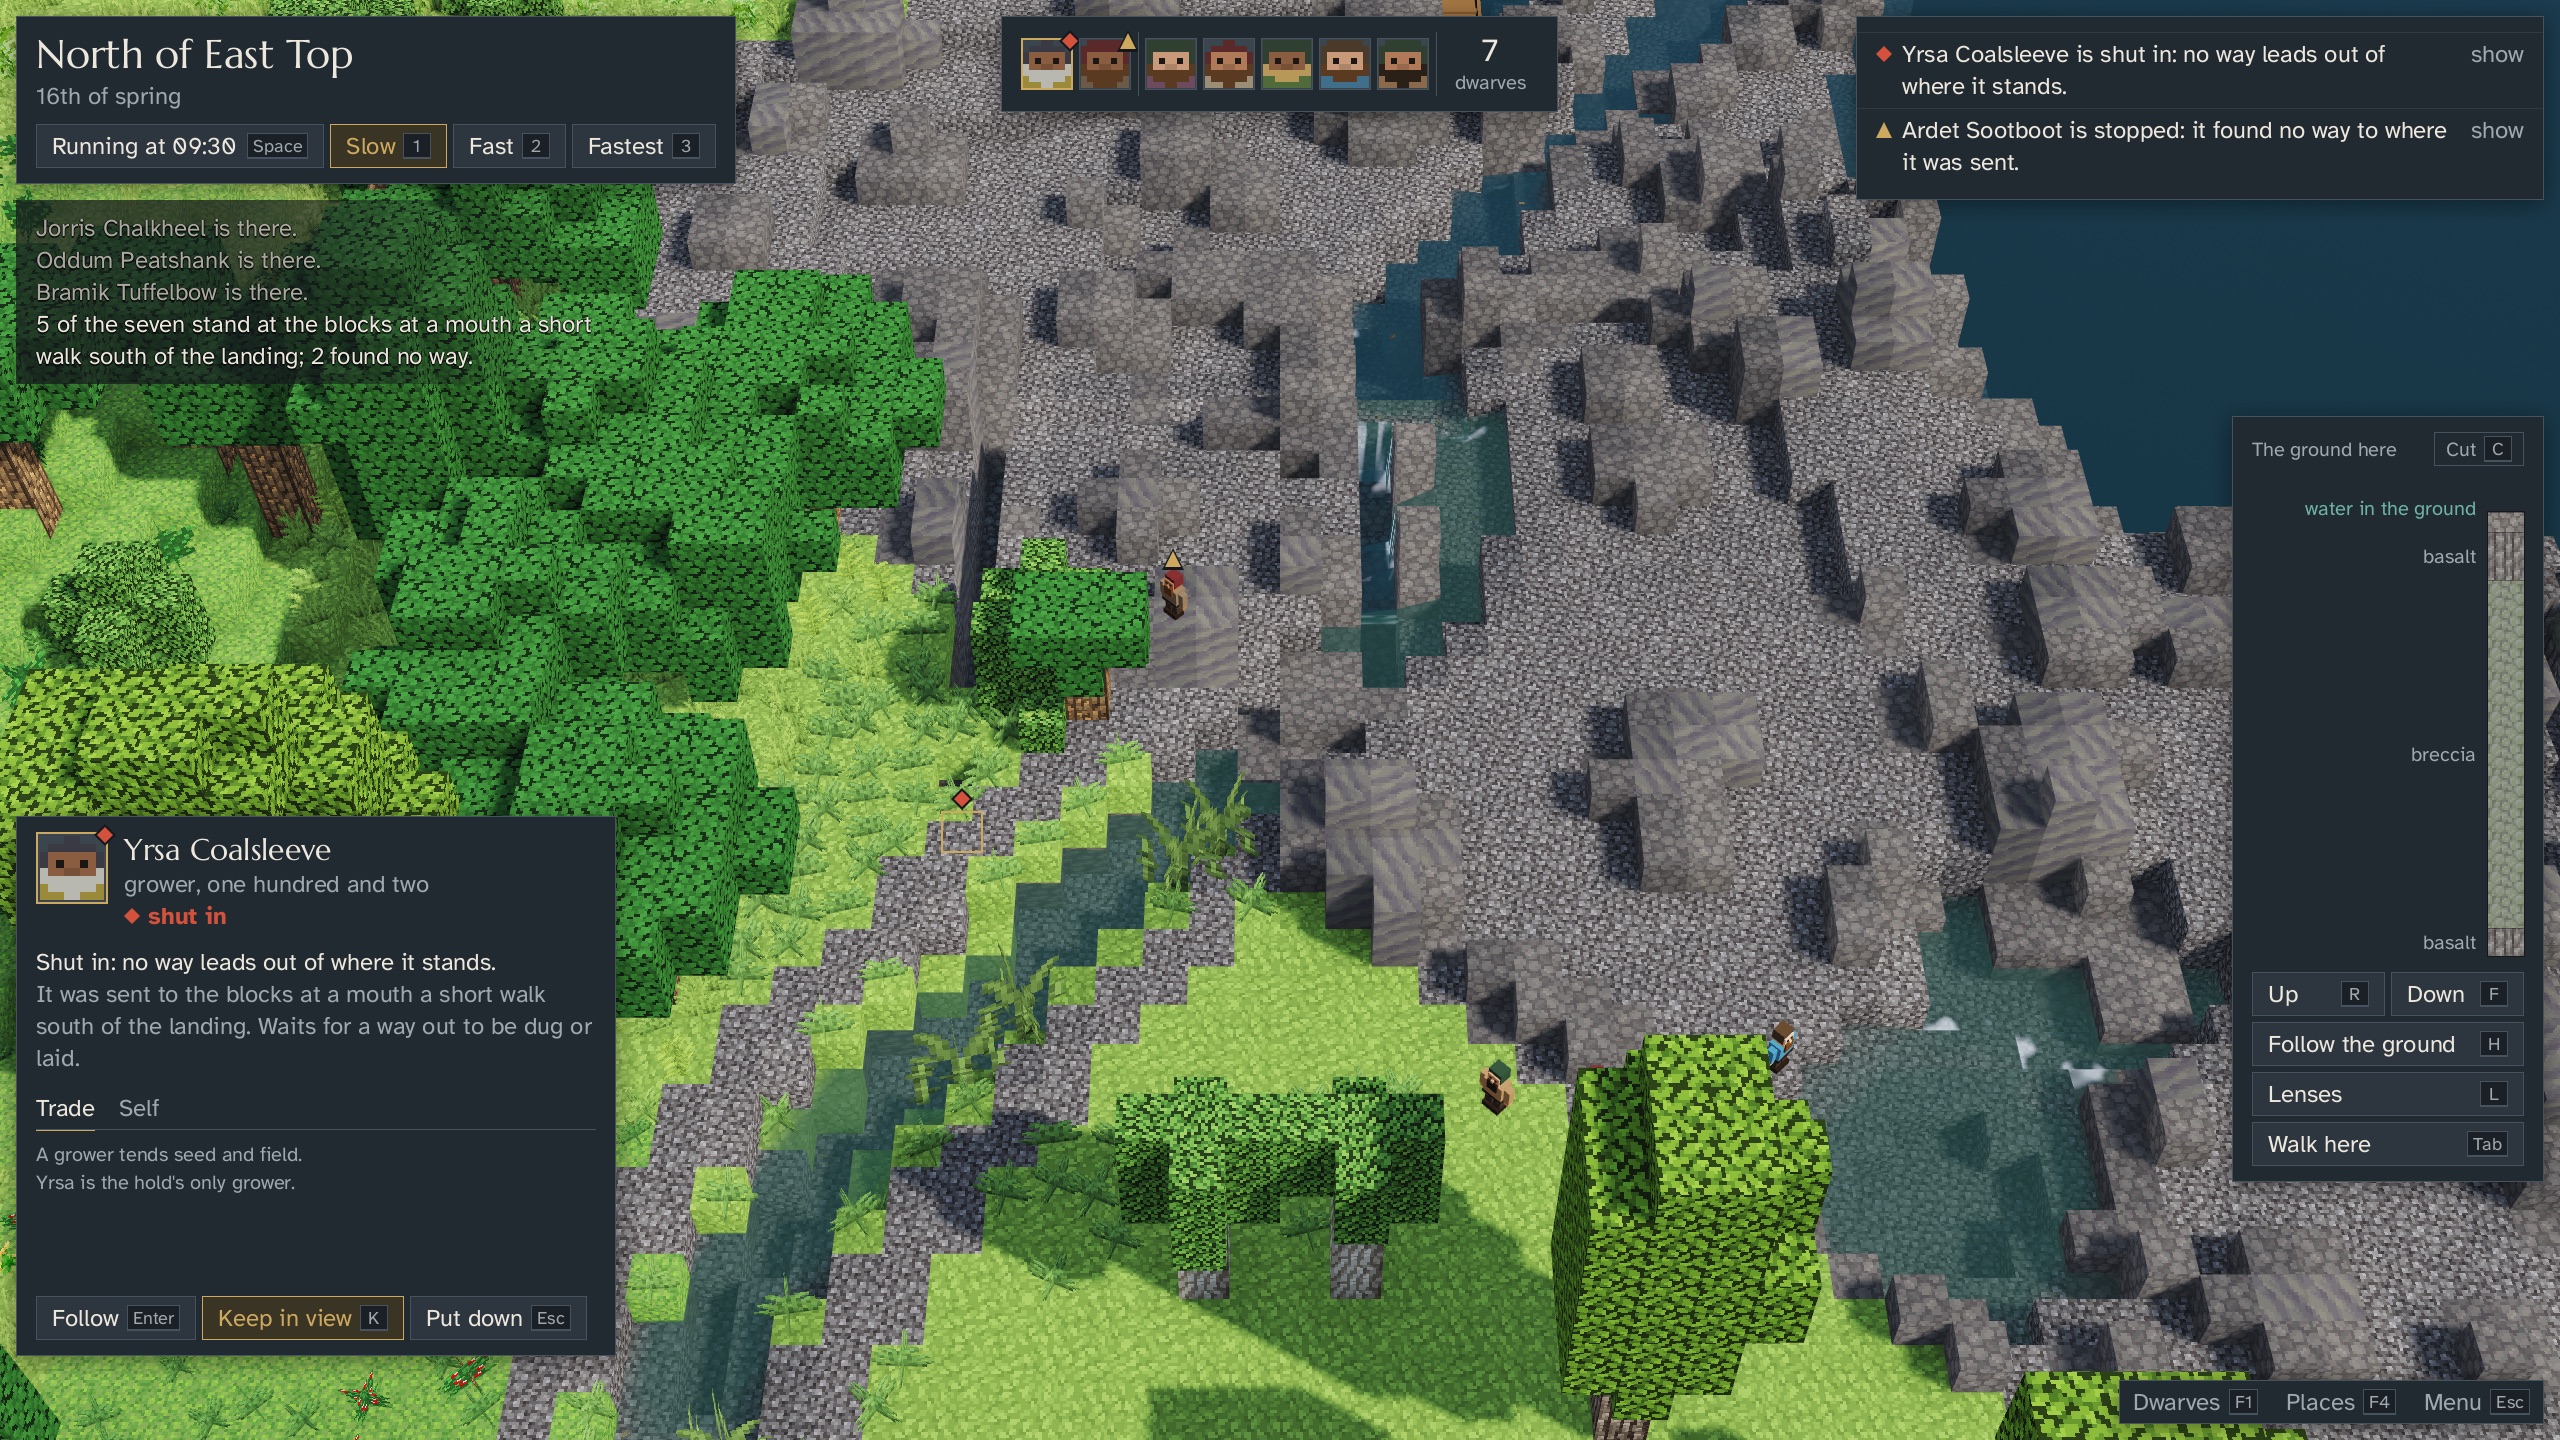 North of East Top
16th of spring
Running at 09:30 Space
Slow 1
Fast 2
Fastest 3
Jorris Chalkheel is there.
Oddum Peatshank is there.
Bramik Tuffelbow is there.
5 of the seven stand at the blocks at a mouth a short
walk south of the landing; 2 found no way.
7
dwarves
Yrsa Coalsleeve is shut in: no way leads out of
where it stands.
show
Ardet Sootboot is stopped: it found no way to where
it was sent.
show
The ground here
Cut C
water in the ground
basalt
breccia
basalt
Up R
Down F
Follow the ground H
Lenses L
Walk here Tab
Yrsa Coalsleeve
grower, one hundred and two
shut in
Shut in: no way leads out of where it stands.
It was sent to the blocks at a mouth a short walk
south of the landing. Waits for a way out to be dug or
laid.
Trade
Self
A grower tends seed and field.
Yrsa is the hold's only grower.
Follow Enter
Keep in view K
Put down Esc
Dwarves F1
Places F4
Menu Esc